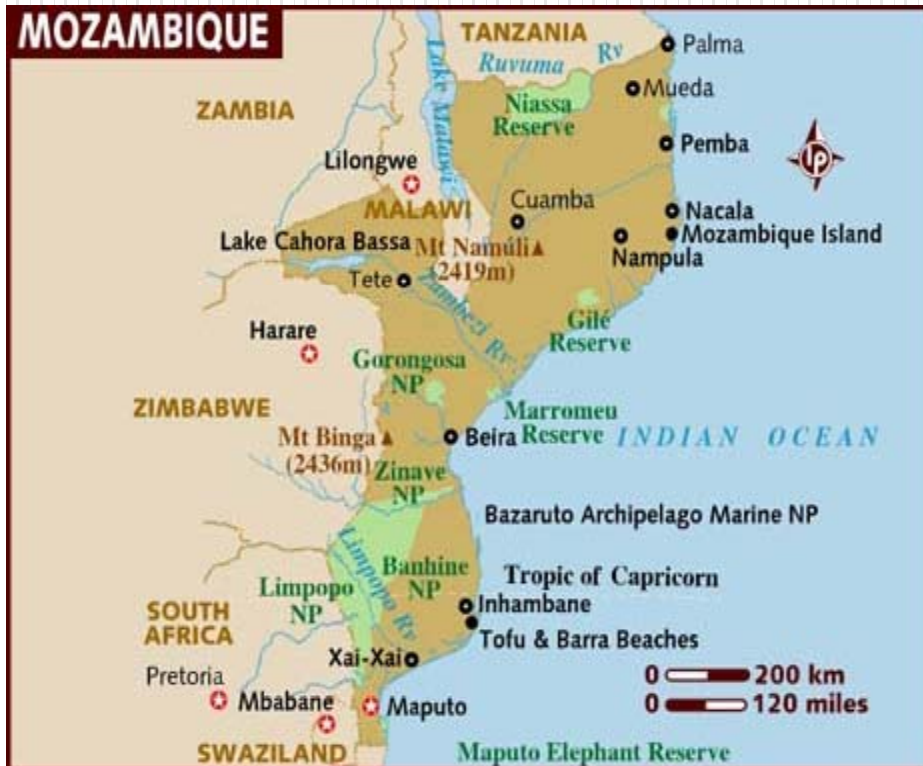 MOZAMBIQUE
TANZANIA
Ruvuma Rv
Palma
Mueda
Lake Malawi
ZAMBIA
Niassa
Reserve
Pemba
lp
Lilongwe
MALAWI
Cuamba
Nacala
Mozambique Island
Nampula
Lake Cahora Bassa
Mt Namúli
(2419m)
Tete
Zambezi Rv
Gilé
Reserve
Harare
Gorongosa
NP
Marromeu
Reserve
ZIMBABWE
INDIAN OCEAN
Mt Binga
(2436m)
Beira
Zinave
NP
Bazaruto Archipelago Marine NP
Limpopo Rv
Banhine
NP
Limpopo
NP
Tropic of Capricorn
Inhambane
Tofu & Barra Beaches
SOUTH
AFRICA
Xai-Xai
Pretoria
Mbabane
Maputo
0 200 km
0 120 miles
SWAZILAND
Maputo Elephant Reserve